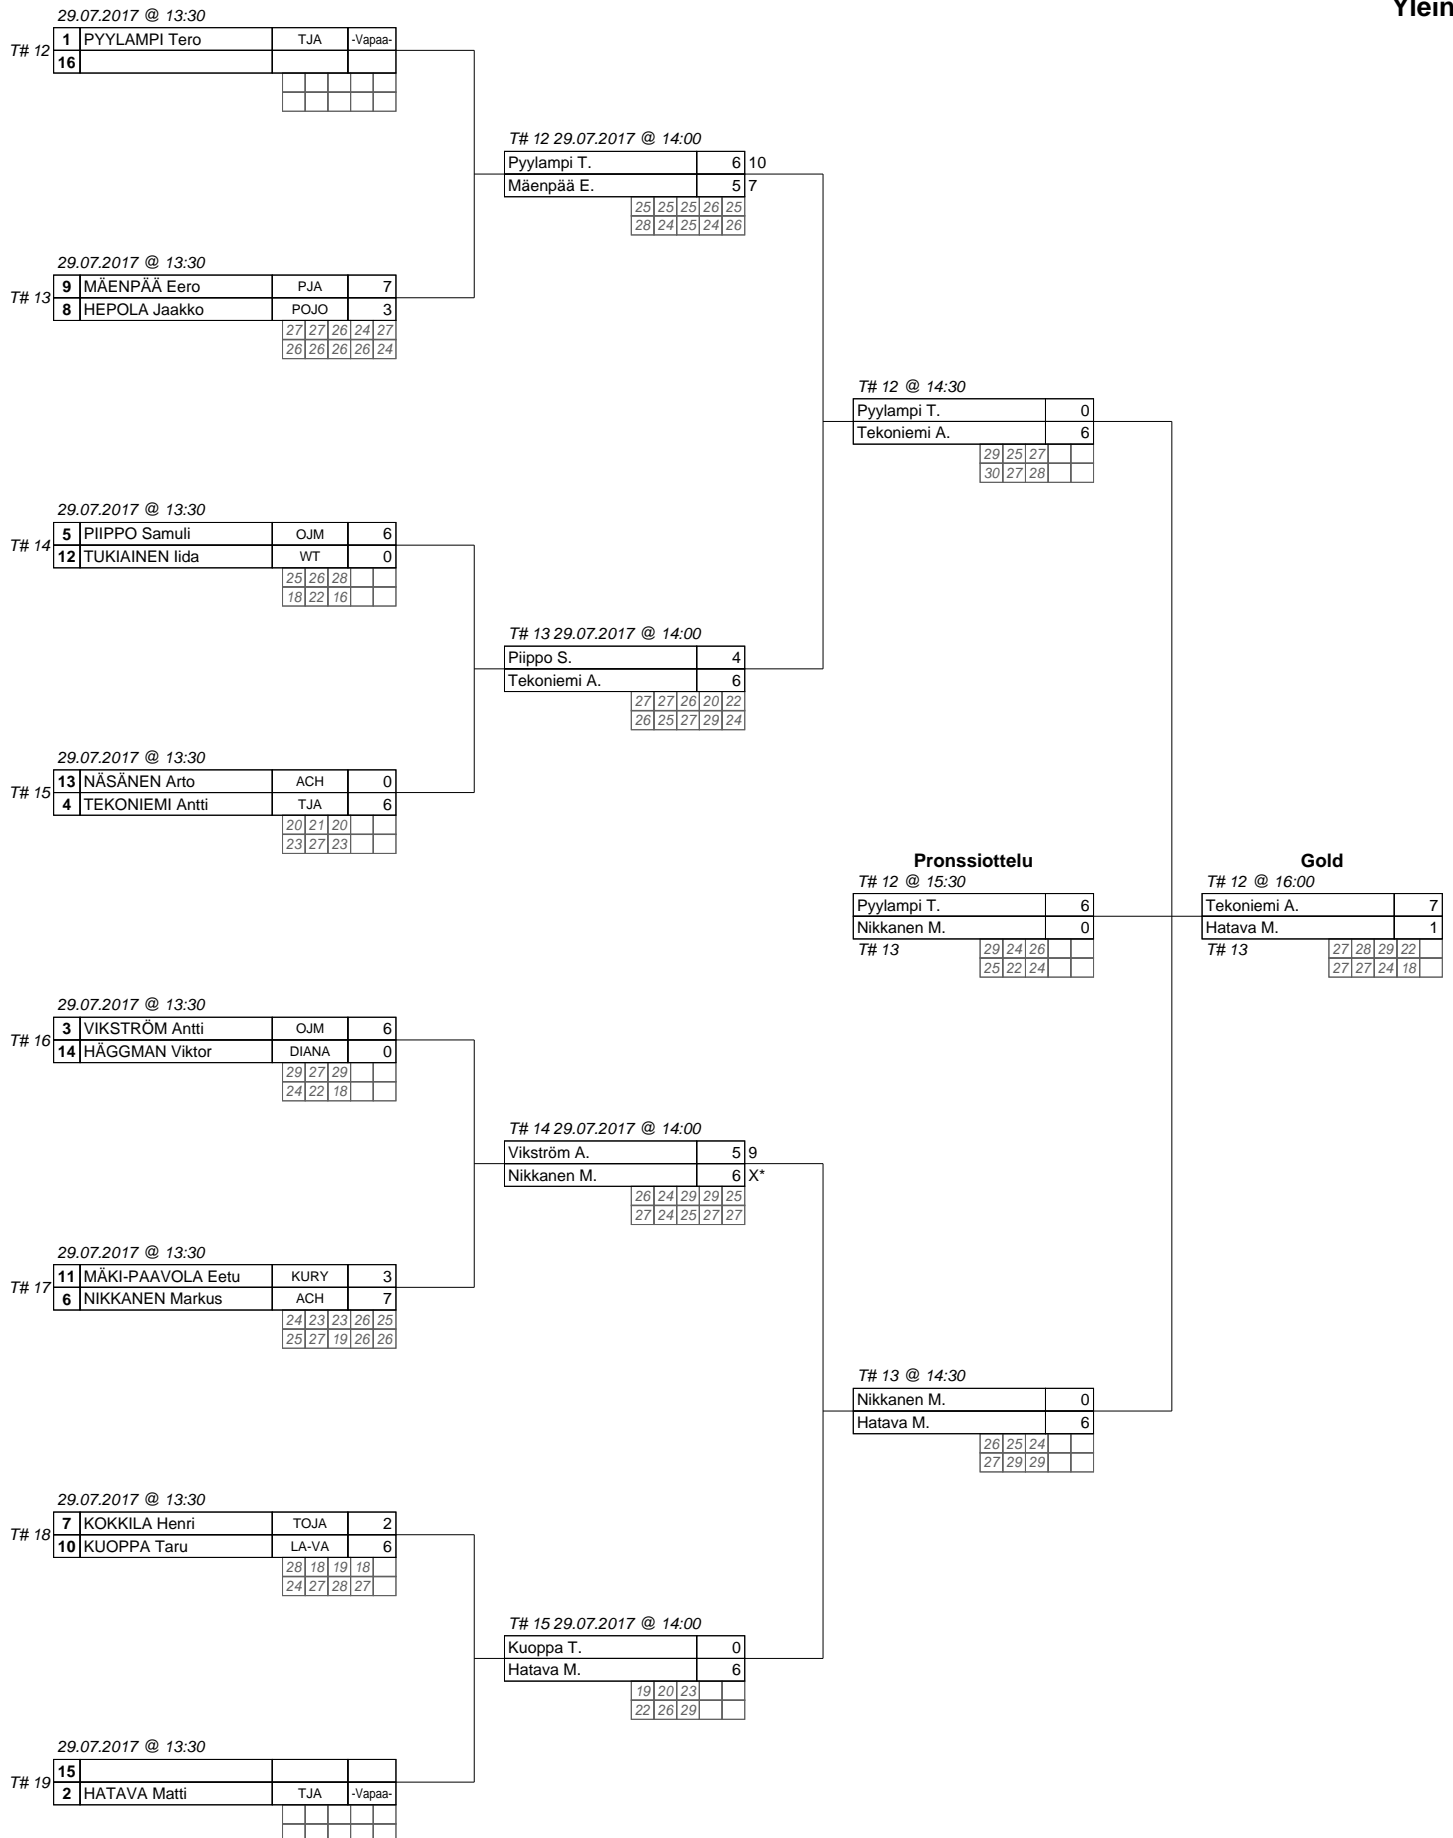 Ylein
29.07.2017 @ 13:30
T# 12
1 PYYLAMPI Tero TJA -Vapaa-
16
T# 12 29.07.2017 @ 14:00
Pyylampi T. 6 10
Mäenpää E. 5 7
25 25 25 26 25
28 24 25 24 26
29.07.2017 @ 13:30
T# 13
9 MÄENPÄÄ Eero PJA 7
8 HEPOLA Jaakko POJO 3
27 27 26 24 27
26 26 26 26 24
T# 12 @ 14:30
Pyylampi T. 0
Tekoniemi A. 6
29 25 27
30 27 28
29.07.2017 @ 13:30
T# 14
5 PIIPPO Samuli OJM 6
12 TUKIAINEN Iida WT 0
25 26 28
18 22 16
T# 13 29.07.2017 @ 14:00
Piippo S. 4
Tekoniemi A. 6
27 27 26 20 22
26 25 27 29 24
29.07.2017 @ 13:30
T# 15
13 NÄSÄNEN Arto ACH 0
4 TEKONIEMI Antti TJA 6
20 21 20
23 27 23
Pronssiottelu
T# 12 @ 15:30
Pyylampi T. 6
Nikkanen M. 0
T# 13
29 24 26
25 22 24
Gold
T# 12 @ 16:00
Tekoniemi A. 7
Hatava M. 1
T# 13
27 28 29 22
27 27 24 18
29.07.2017 @ 13:30
T# 16
3 VIKSTRÖM Antti OJM 6
14 HÄGGMAN Viktor DIANA 0
29 27 29
24 22 18
T# 14 29.07.2017 @ 14:00
Vikström A. 5 9
Nikkanen M. 6 X*
26 24 29 29 25
27 24 25 27 27
29.07.2017 @ 13:30
T# 17
11 MÄKI-PAAVOLA Eetu KURY 3
6 NIKKANEN Markus ACH 7
24 23 23 26 25
25 27 19 26 26
T# 13 @ 14:30
Nikkanen M. 0
Hatava M. 6
26 25 24
27 29 29
29.07.2017 @ 13:30
T# 18
7 KOKKILA Henri TOJA 2
10 KUOPPA Taru LA-VA 6
28 18 19 18
24 27 28 27
T# 15 29.07.2017 @ 14:00
Kuoppa T. 0
Hatava M. 6
19 20 23
22 26 29
29.07.2017 @ 13:30
T# 19
15
2 HATAVA Matti TJA -Vapaa-